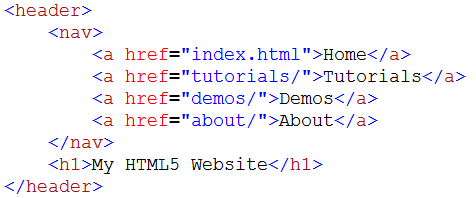 <header>
    <nav>
        <a href="index.html">Home</a>
        <a href="tutorials/">Tutorials</a>
        <a href="demos/">Demos</a>
        <a href="about/">About</a>
    </nav>
    <h1>My HTML5 Website</h1>
</header>